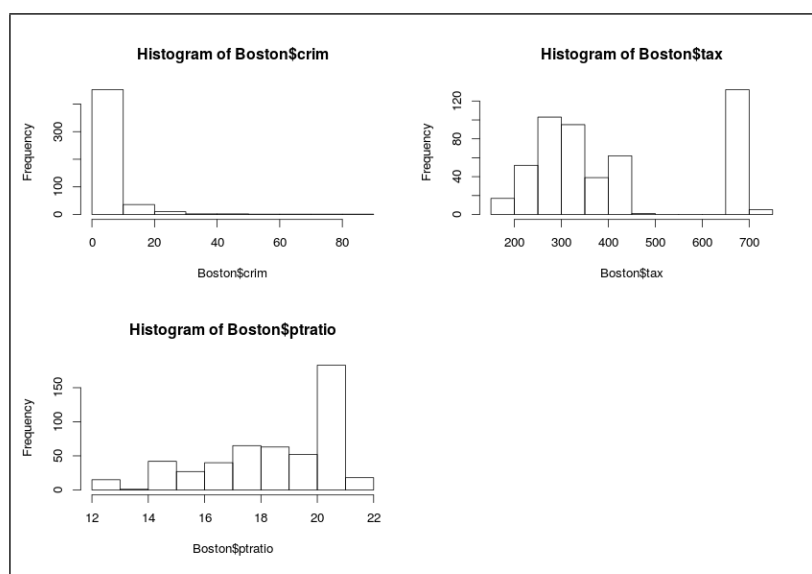 Histogram of Boston$crim
Frequency
0 100 300
0 20 40 60 80
Boston$crim
Histogram of Boston$tax
Frequency
0 40 80 120
200 300 400 500 600 700
Boston$tax
Histogram of Boston$ptratio
Frequency
0 50 100 150
12 14 16 18 20 22
Boston$ptratio